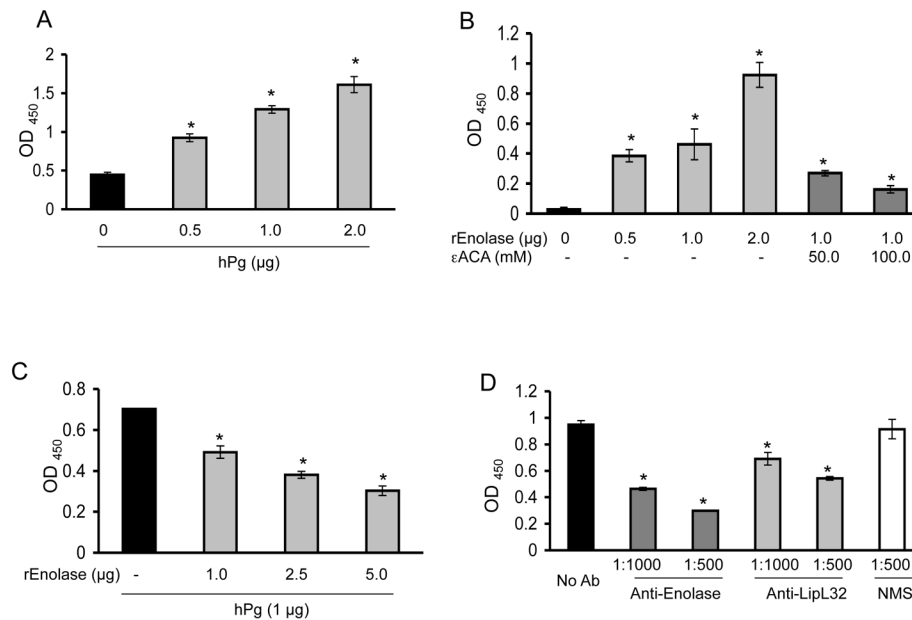 A
2
1.5
1
0.5
0
OD 450
*
*
*
0 0.5 1.0 2.0
hPg (µg)
B
1.2
1
0.8
0.6
0.4
0.2
0
OD 450
*
*
*
*
*
rEnolase (µg) 0 0.5 1.0 2.0 1.0 1.0
εACA (mM) - - - - 50.0 100.0
C
0.8
0.6
0.4
0.2
0
OD 450
*
*
*
rEnolase (µg) - 1.0 2.5 5.0
hPg (1 µg)
D
1.2
1
0.8
0.6
0.4
0.2
0
OD 450
*
*
*
*
No Ab 1:1000 1:500 1:1000 1:500 1:500
Anti-Enolase Anti-LipL32 NMS